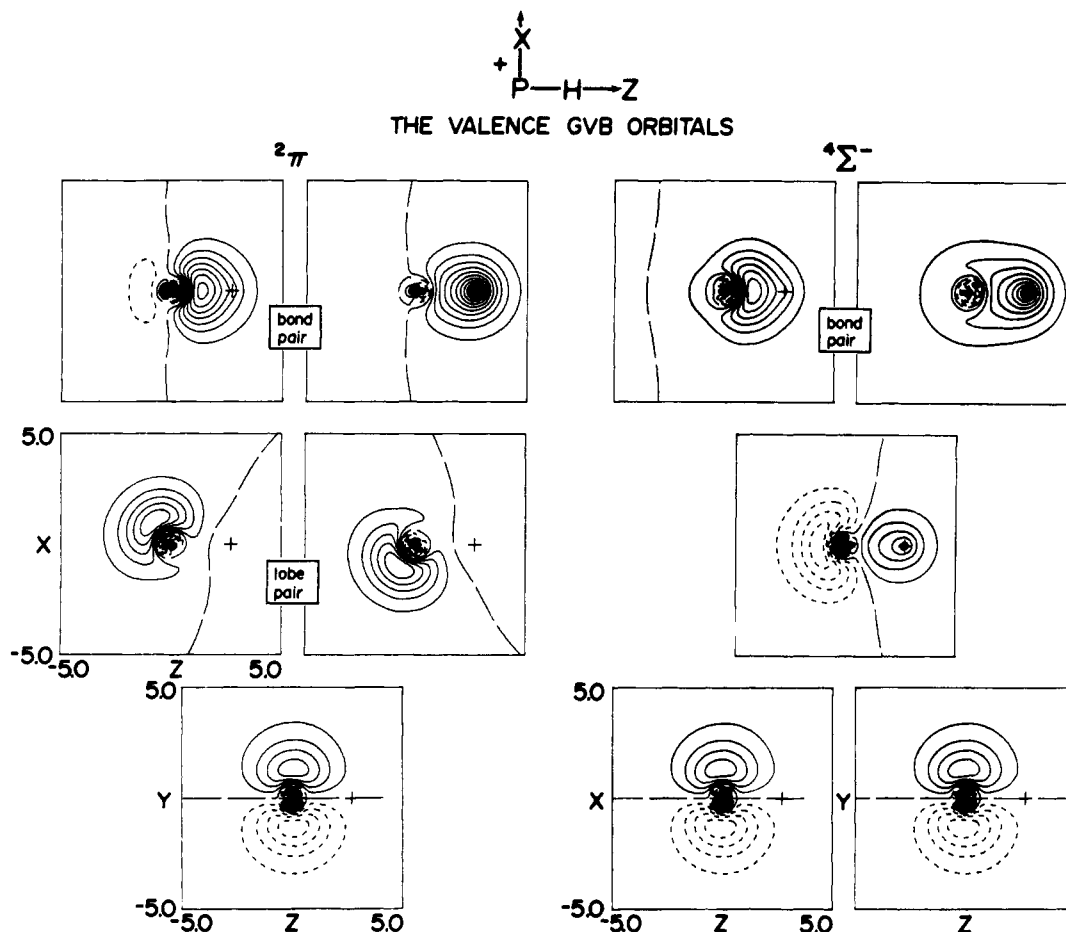 X
+
P—H→Z
THE VALENCE GVB ORBITALS
²π ⁴Σ⁻
bond pair
bond pair
5.0
X
lobe pair
-5.0
-5.0 Z 5.0
5.0
5.0
Y
X
Y
-5.0
-5.0
-5.0 Z 5.0
-5.0 Z 5.0
Z